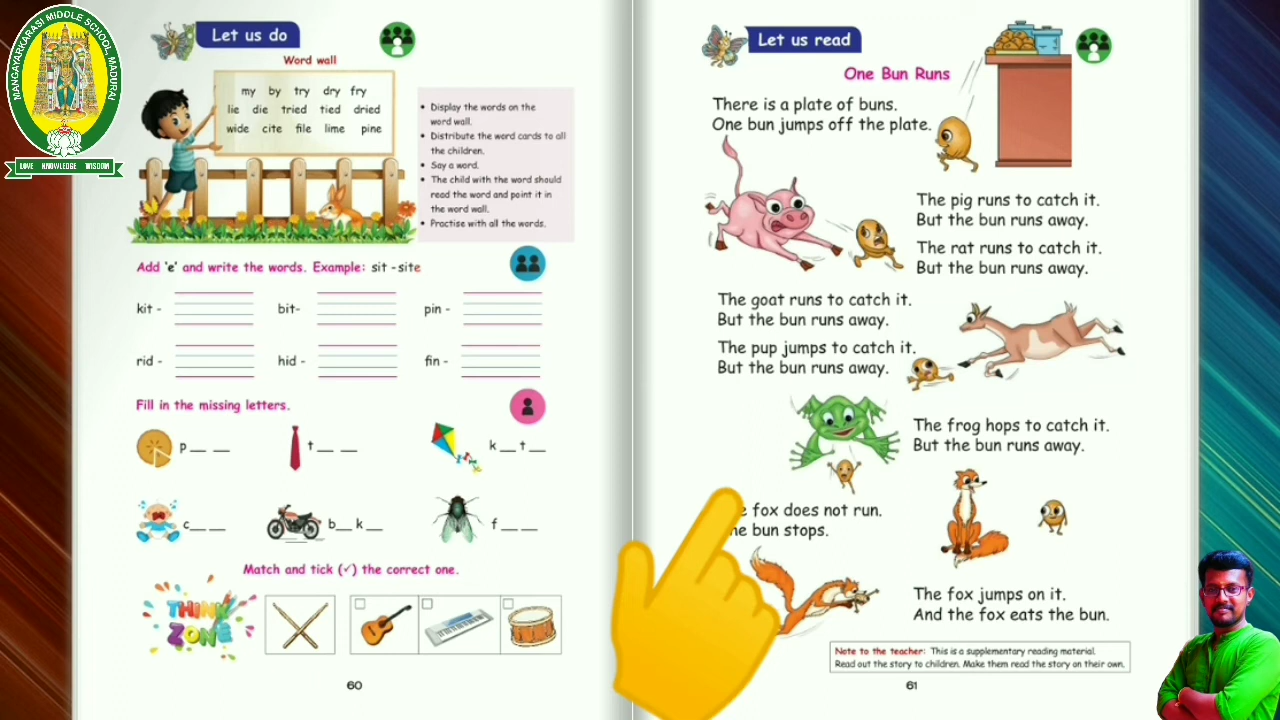 MANGAYARKARASI MIDDLE SCHOOL, MADURAI
LOVE KNOWLEDGE WISDOM
Let us do
Word wall
my by try dry fry
lie die tried tied dried
wide cite file lime pine
• Display the words on the
word wall.
• Distribute the word cards to all
the children.
• Say a word.
• The child with the word should
read the word and point it in
the word wall.
• Practise with all the words.
Add 'e' and write the words. Example: sit - site
kit - bit- pin -
rid - hid - fin -
Fill in the missing letters.
p__ __ t__ __ k__t__
c__ __ b__k__ f__ __
Match and tick (✓) the correct one.
THINK
ZONE
60
Let us read
One Bun Runs
There is a plate of buns.
One bun jumps off the plate.
The pig runs to catch it.
But the bun runs away.
The rat runs to catch it.
But the bun runs away.
The goat runs to catch it.
But the bun runs away.
The pup jumps to catch it.
But the bun runs away.
The frog hops to catch it.
But the bun runs away.
fox does not run.
bun stops.
The fox jumps on it.
And the fox eats the bun.
Note to the teacher: This is a supplementary reading material.
Read out the story to children. Make them read the story on their own.
61